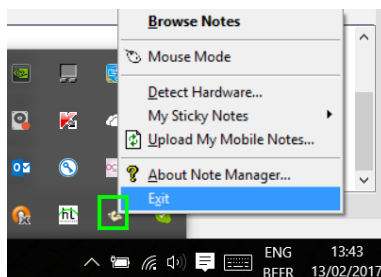 Browse Notes
Mouse Mode
Detect Hardware...
My Sticky Notes
Upload My Mobile Notes...
About Note Manager...
Exit
ENG 13:43
BEFR 13/02/2017